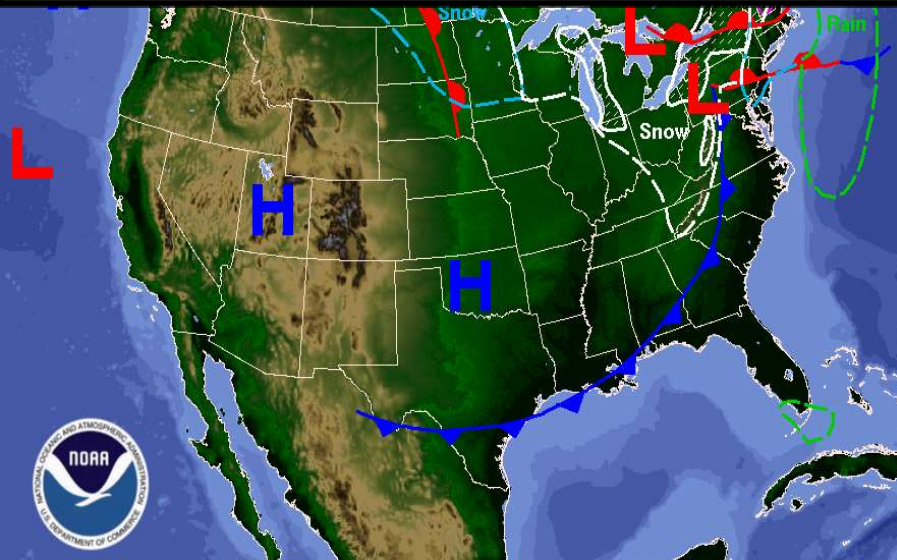 Snow
Rain
L
L
L
Snow
H
H
NATIONAL OCEANIC AND ATMOSPHERIC ADMINISTRATION
NOAA
U.S. DEPARTMENT OF COMMERCE